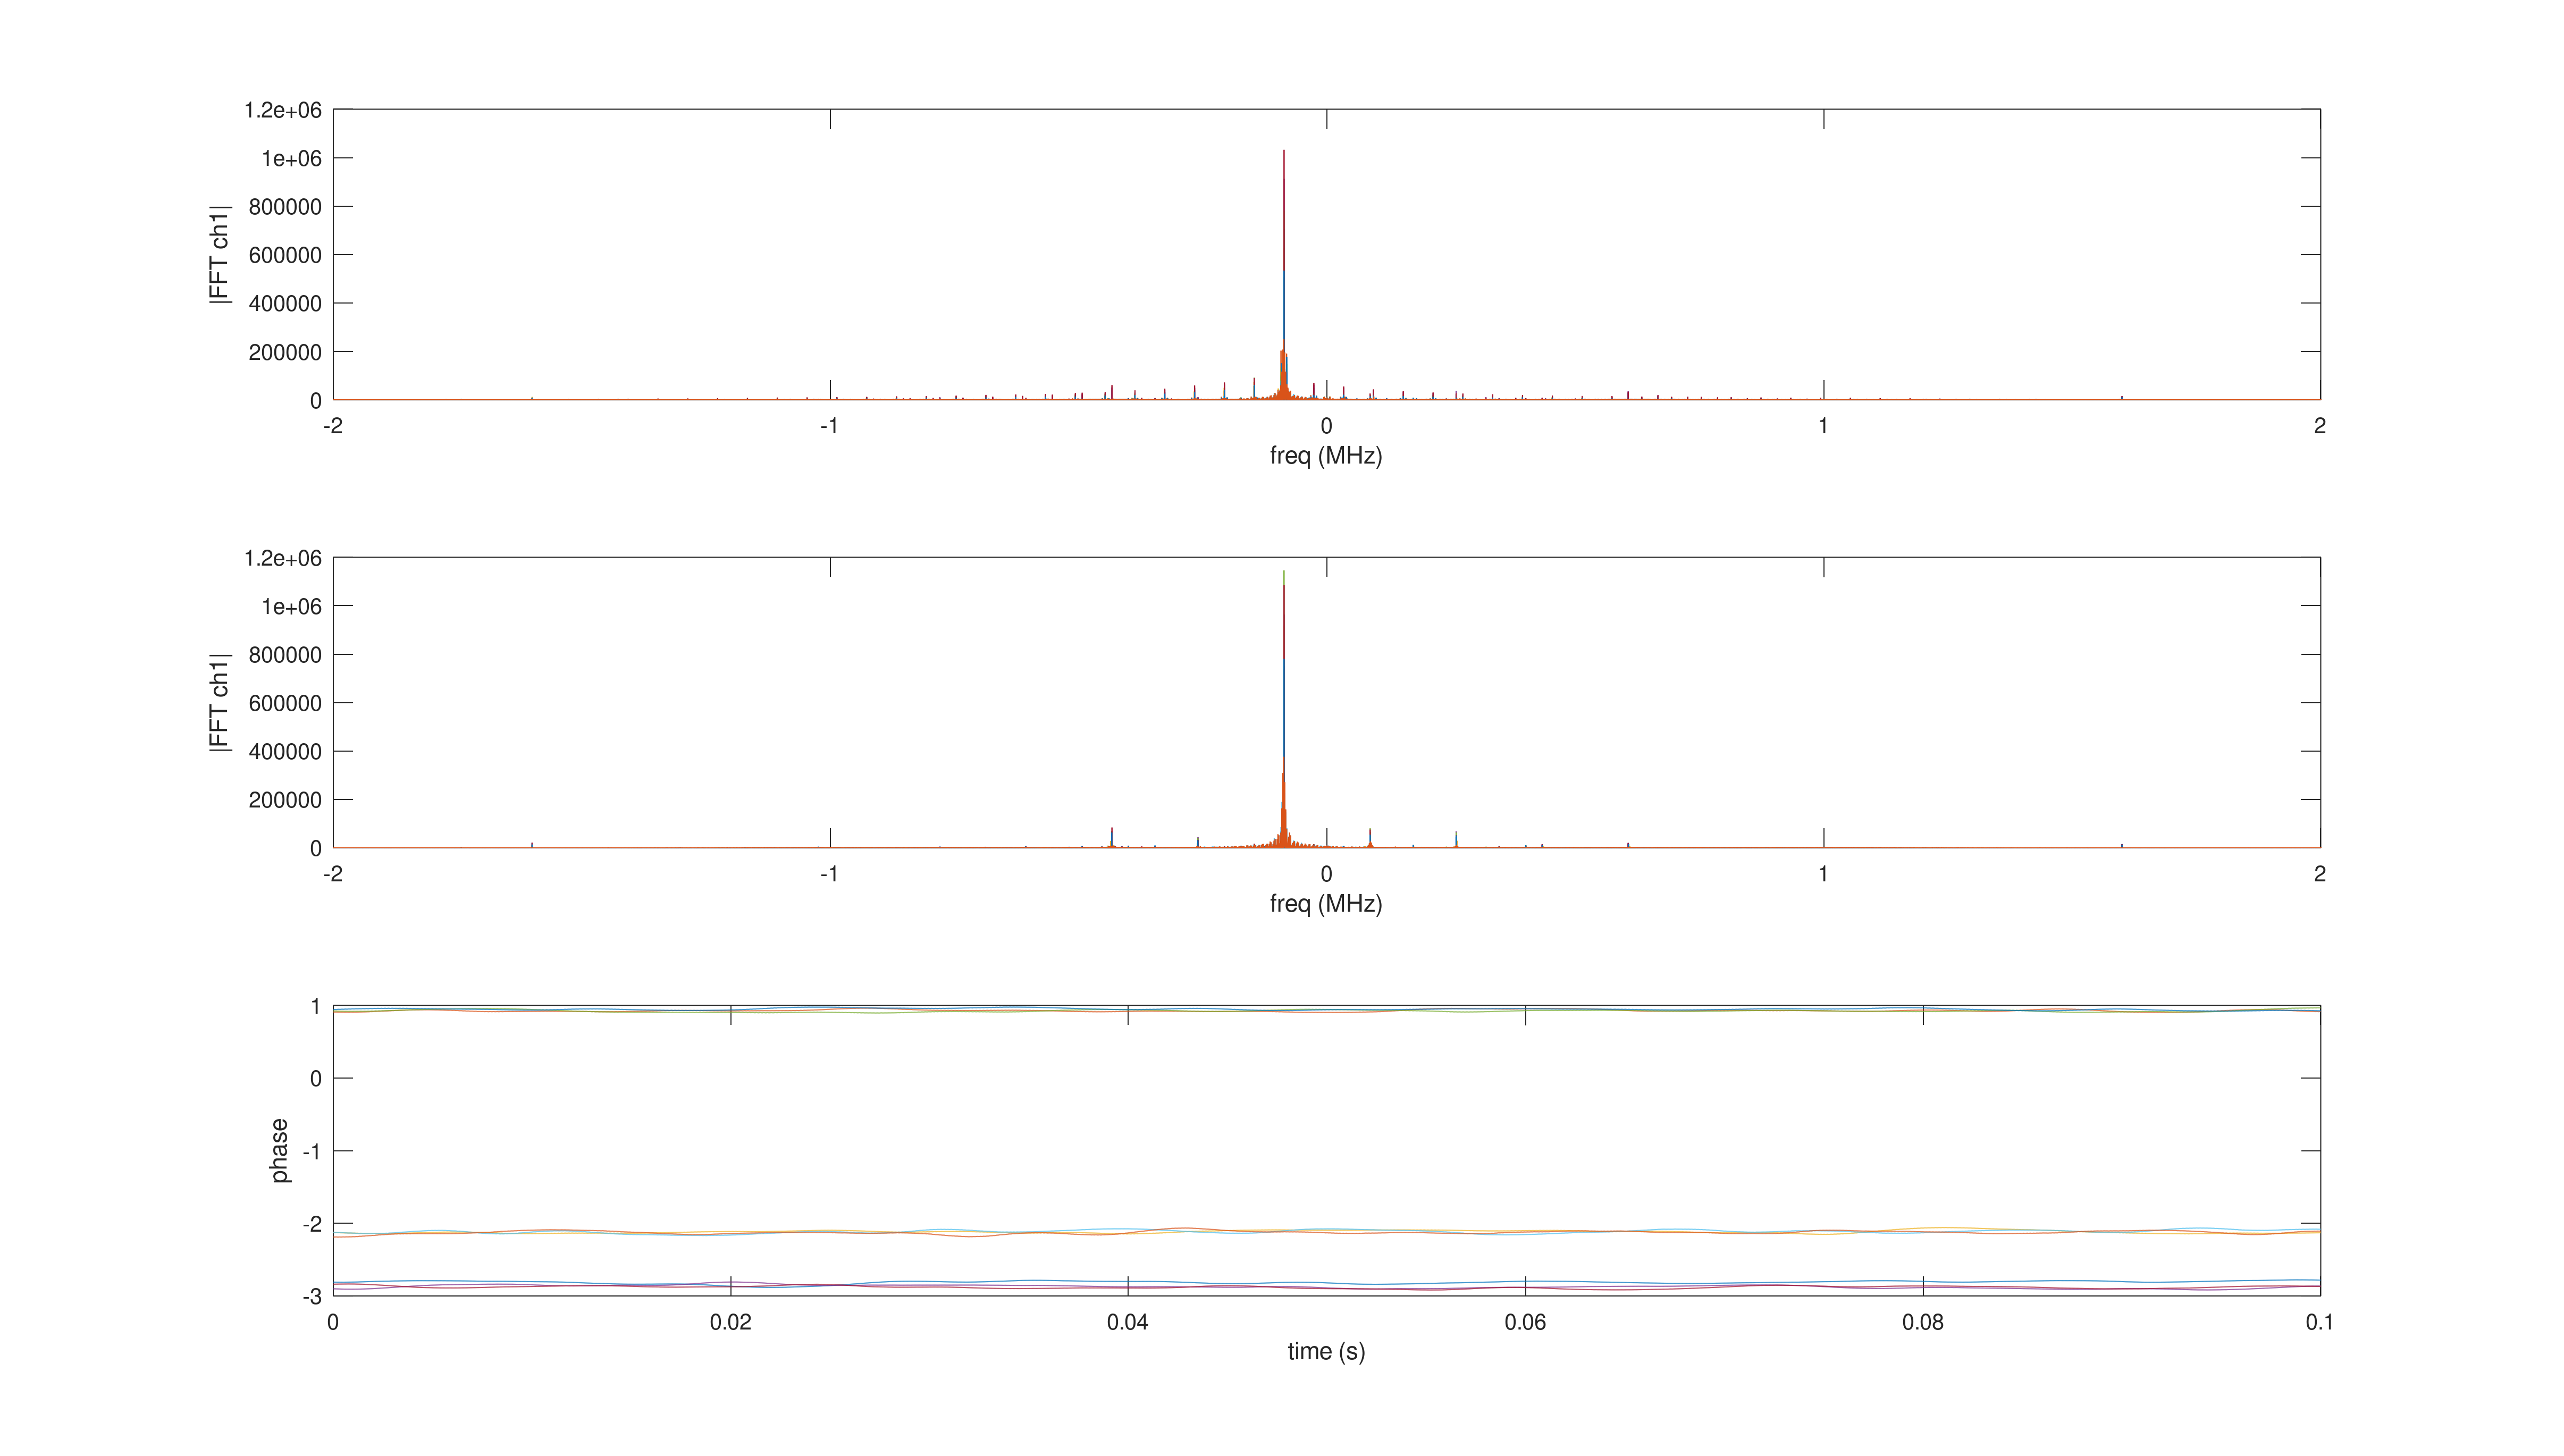 1.2e+06
1e+06
800000
600000
400000
200000
0
|FFT ch1|
-2 -1 0 1 2
freq (MHz)
1.2e+06
1e+06
800000
600000
400000
200000
0
|FFT ch1|
-2 -1 0 1 2
freq (MHz)
1
0
-1
-2
-3
phase
0 0.02 0.04 0.06 0.08 0.1
time (s)